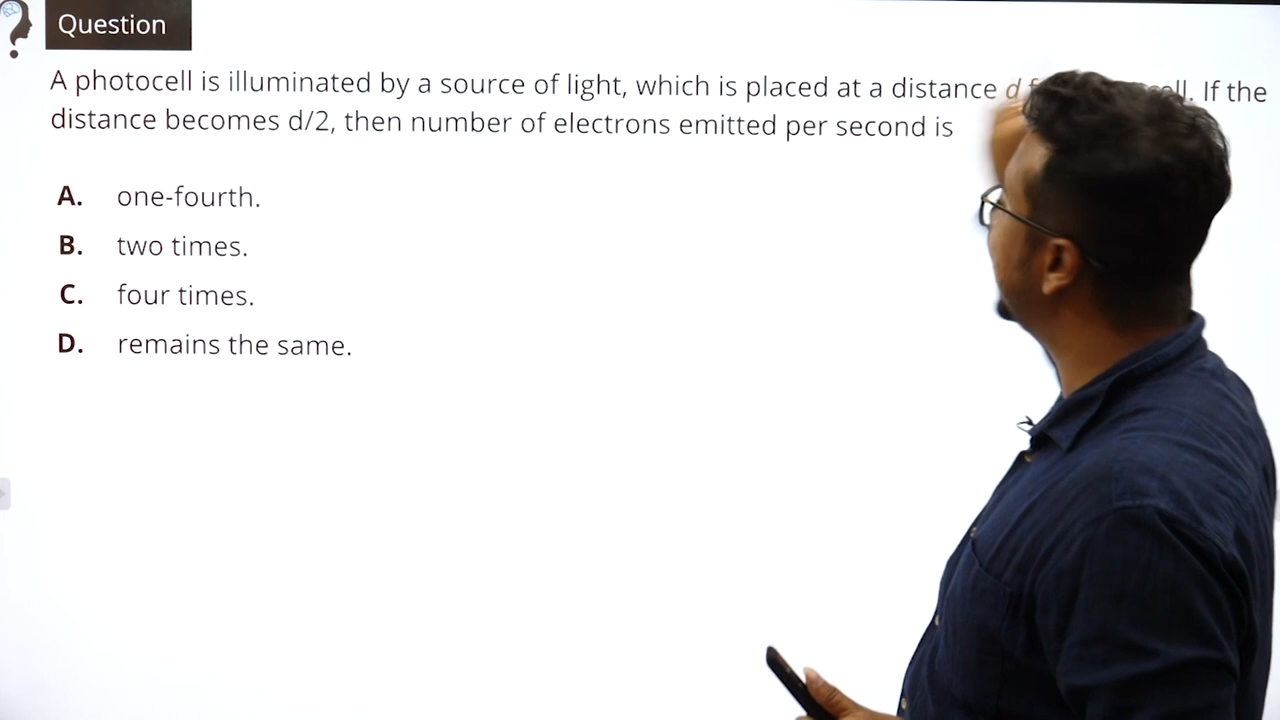 Question
A photocell is illuminated by a source of light, which is placed at a distance d If the
distance becomes d/2, then number of electrons emitted per second is
A. one-fourth.
B. two times.
C. four times.
D. remains the same.